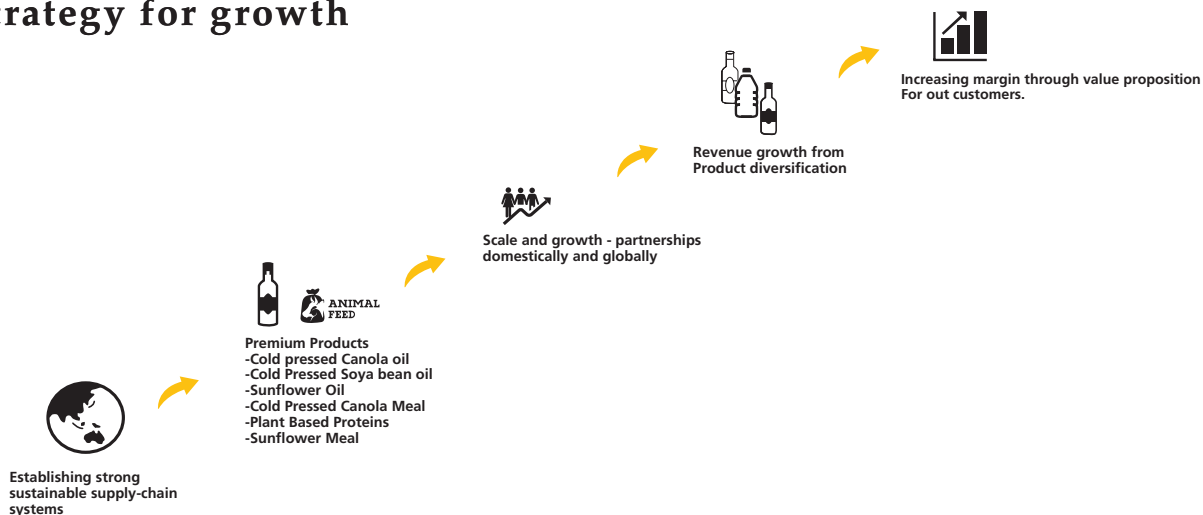 trategy for growth
Increasing margin through value proposition
For out customers.
Revenue growth from
Product diversification
Scale and growth - partnerships
domestically and globally
ANIMAL
FEED
Premium Products
-Cold pressed Canola oil
-Cold Pressed Soya bean oil
-Sunflower Oil
-Cold Pressed Canola Meal
-Plant Based Proteins
-Sunflower Meal
Establishing strong
sustainable supply-chain
systems